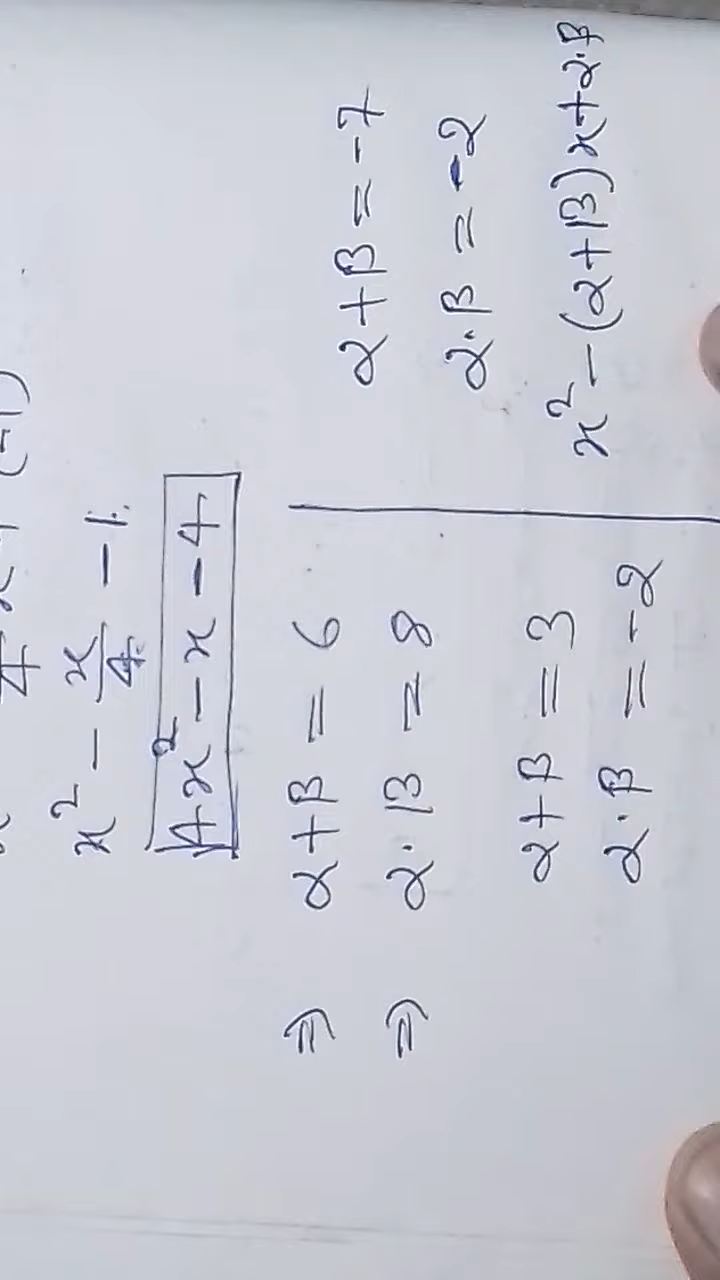 x² - x/4 - 1.
4x² - x - 4
⇒ α + β = 6
⇒ α · β = 8
α + β = 3
α · β = -2
α + β = -7
α · β = -2
x² - (α + β)x + α·β